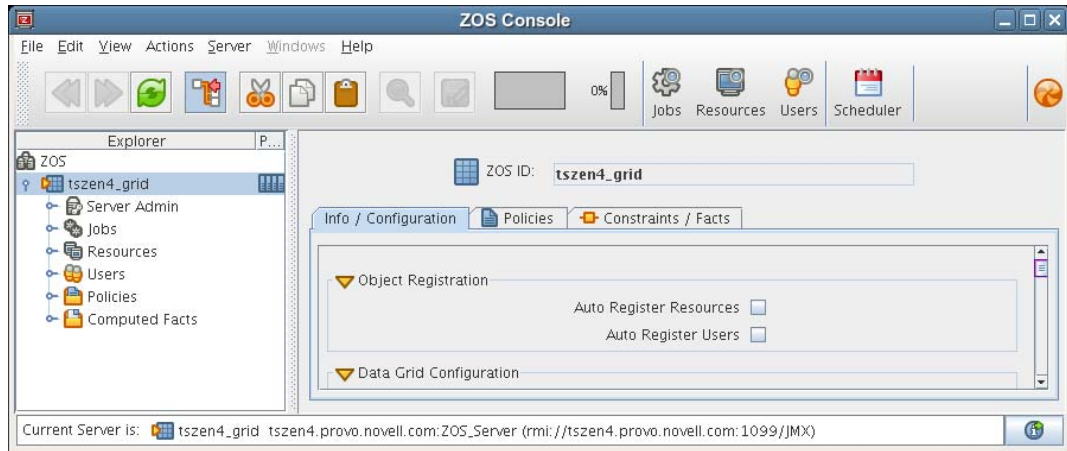 ZOS Console
File Edit View Actions Server Windows Help
0%
Jobs Resources Users Scheduler
Explorer P...
ZOS
tszen4_grid
Server Admin
Jobs
Resources
Users
Policies
Computed Facts
ZOS ID: tszen4_grid
Info / Configuration Policies Constraints / Facts
Object Registration
Auto Register Resources
Auto Register Users
Data Grid Configuration
Current Server is: tszen4_grid tszen4.provo.novell.com:ZOS_Server (rmi://tszen4.provo.novell.com:1099/JMX)